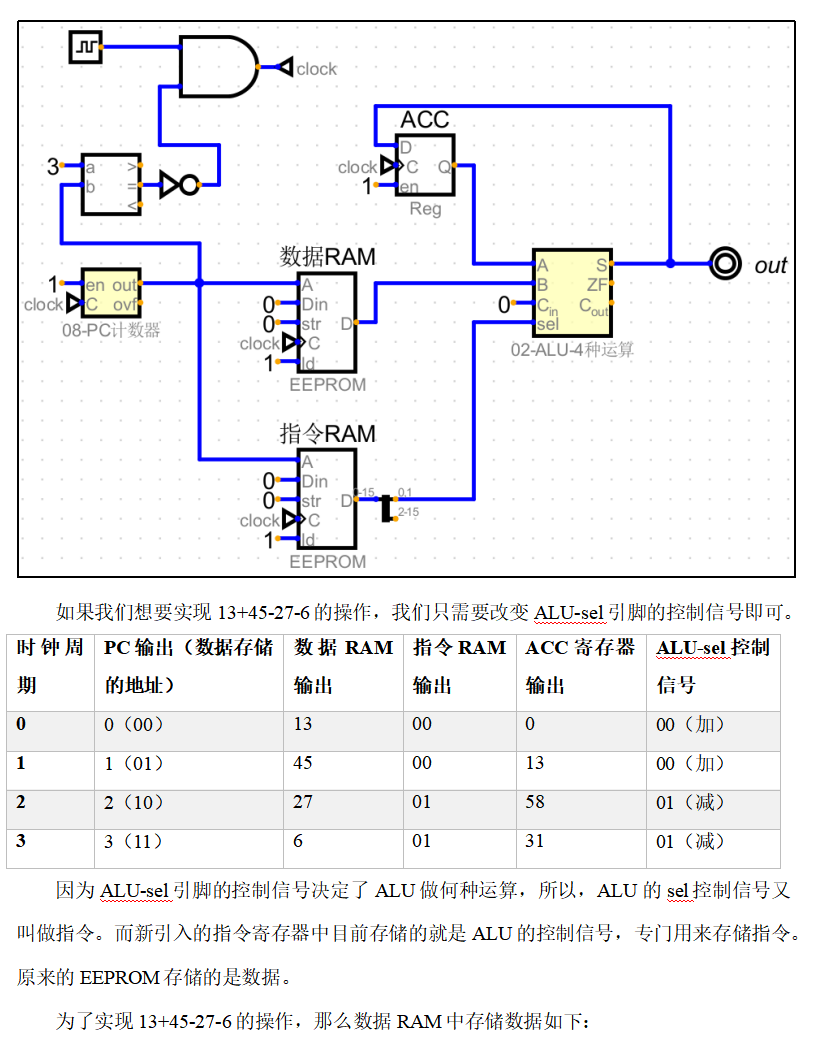 clock
3
a
>
b
=
<
ACC
D
clock
C
Q
1
en
Reg
数据RAM
1
en
out
clock
C
ovf
08-PC计数器
A
0
Din
0
str
D
clock
C
1
ld
EEPROM
A
S
B
ZF
0
Cin
Cout
sel
02-ALU-4种运算
out
指令RAM
A
0
Din
0
str
D
0-15
0,1
2-15
clock
C
1
ld
EEPROM
如果我们想要实现 13+45-27-6 的操作，我们只需要改变 ALU-sel 引脚的控制信号即可。
时钟周期
PC 输出（数据存储的地址）
数据 RAM 输出
指令 RAM 输出
ACC 寄存器输出
ALU-sel 控制信号
0 0（00） 13 00 0 00（加）
1 1（01） 45 00 13 00（加）
2 2（10） 27 01 58 01（减）
3 3（11） 6 01 31 01（减）
因为 ALU-sel 引脚的控制信号决定了 ALU 做何种运算，所以，ALU 的 sel 控制信号又
叫做指令。而新引入的指令寄存器中目前存储的就是 ALU 的控制信号，专门用来存储指令。
原来的 EEPROM 存储的是数据。
为了实现 13+45-27-6 的操作，那么数据 RAM 中存储数据如下：